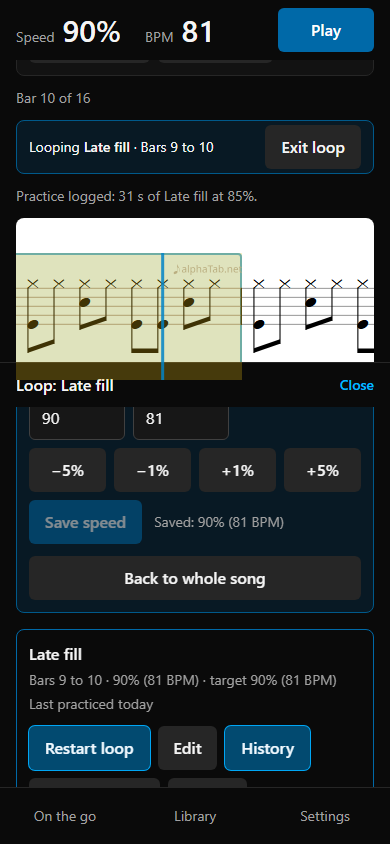 Speed 90% BPM 81 Play
Bar 10 of 16
Looping Late fill · Bars 9 to 10 Exit loop
Practice logged: 31 s of Late fill at 85%.
♪alphaTab.net
Loop: Late fill Close
90 81
−5% −1% +1% +5%
Save speed Saved: 90% (81 BPM)
Back to whole song
Late fill
Bars 9 to 10 · 90% (81 BPM) · target 90% (81 BPM)
Last practiced today
Restart loop Edit History
On the go Library Settings